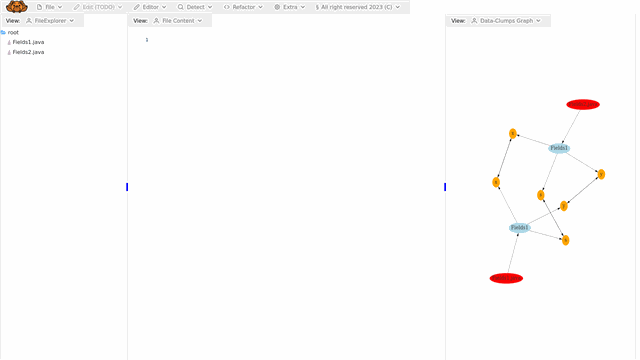 File
Edit (TODO)
Editor
Detect
Refactor
Extra
§ All right reserved 2023 (C)
View: FileExplorer
View: File Content
View: Data-Clumps Graph
root
Fields1.java
Fields2.java
1
Fields1
Fields1